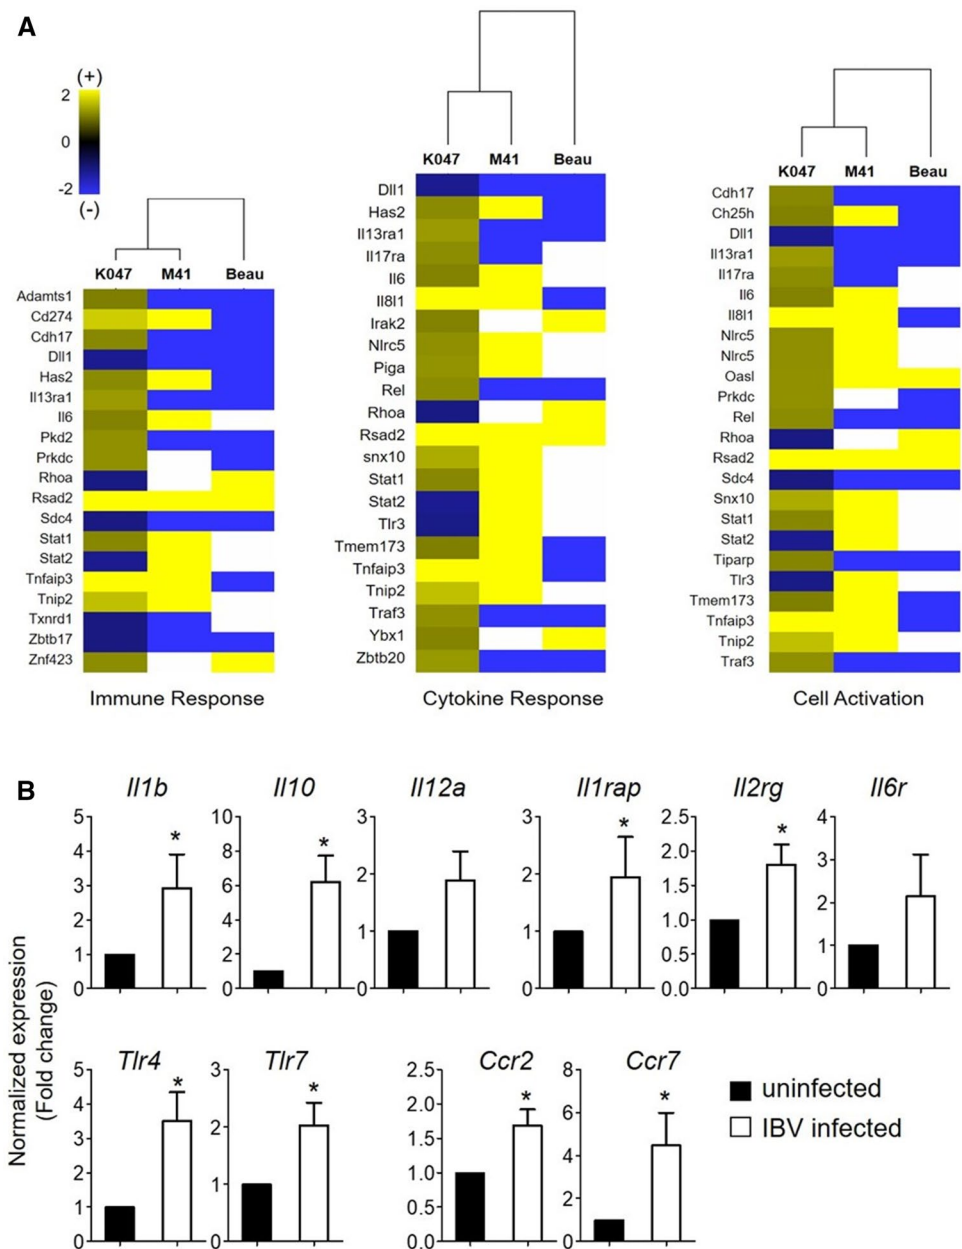 A
(+)
2
0
-2
(-)
K047 M41 Beau
Adamts1
Cd274
Cdh17
Dll1
Has2
Il13ra1
Il6
Pkd2
Prkdc
Rhoa
Rsad2
Sdc4
Stat1
Stat2
Tnfaip3
Tnip2
Txnrd1
Zbtb17
Znf423
Immune Response
K047 M41 Beau
Dll1
Has2
Il13ra1
Il17ra
Il6
Il8l1
Irak2
Nlrc5
Piga
Rel
Rhoa
Rsad2
snx10
Stat1
Stat2
Tlr3
Tmem173
Tnfaip3
Tnip2
Traf3
Ybx1
Zbtb20
Cytokine Response
K047 M41 Beau
Cdh17
Ch25h
Dll1
Il13ra1
Il17ra
Il6
Il8l1
Nlrc5
Nlrc5
Oasl
Prkdc
Rel
Rhoa
Rsad2
Sdc4
Snx10
Stat1
Stat2
Tiparp
Tlr3
Tmem173
Tnfaip3
Tnip2
Traf3
Cell Activation
B
Normalized expression
(Fold change)
Il1b
5
4
3
2
1
0
*
Il10
10
8
6
4
2
0
*
Il12a
3
2
1
0
Il1rap
3
2
1
0
*
Il2rg
2.5
2.0
1.5
1.0
0.5
0.0
*
Il6r
4
3
2
1
0
Tlr4
5
4
3
2
1
0
*
Tlr7
3
2
1
0
*
Ccr2
2.5
2.0
1.5
1.0
0.5
0.0
*
Ccr7
8
6
4
2
0
*
uninfected
IBV infected